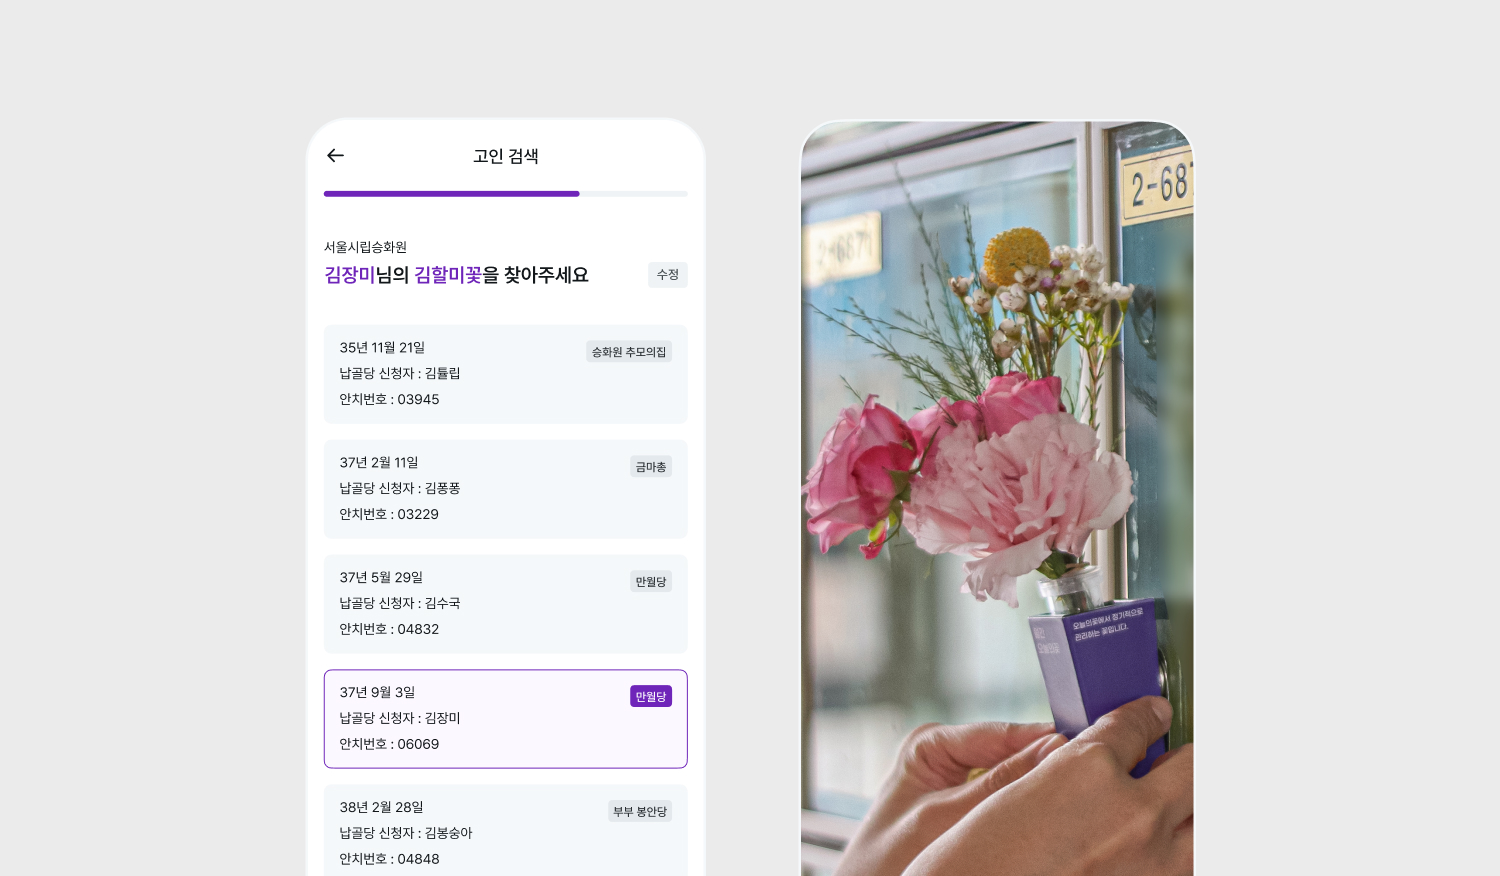 고인 검색
서울시립승화원
김장미님의 김할미꽃을 찾아주세요
수정
35년 11월 21일
승화원 추모의집
납골당 신청자 : 김튤립
안치번호 : 03945
37년 2월 11일
금마총
납골당 신청자 : 김퐁퐁
안치번호 : 03229
37년 5월 29일
만월당
납골당 신청자 : 김수국
안치번호 : 04832
37년 9월 3일
만월당
납골당 신청자 : 김장미
안치번호 : 06069
38년 2월 28일
부부 봉안당
납골당 신청자 : 김봉숭아
안치번호 : 04848
2-687
2-6671
오늘의꽃에서 정기적으로
관리하는 꽃입니다.